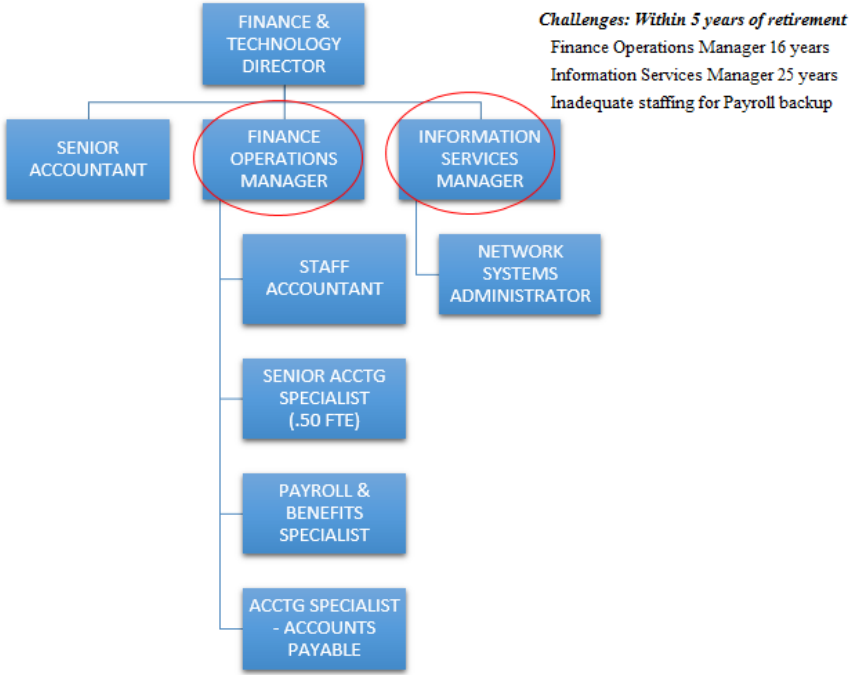 FINANCE &
TECHNOLOGY
DIRECTOR
Challenges: Within 5 years of retirement
Finance Operations Manager 16 years
Information Services Manager 25 years
Inadequate staffing for Payroll backup
SENIOR
ACCOUNTANT
FINANCE
OPERATIONS
MANAGER
INFORMATION
SERVICES
MANAGER
STAFF
ACCOUNTANT
NETWORK
SYSTEMS
ADMINISTRATOR
SENIOR ACCTG
SPECIALIST
(.50 FTE)
PAYROLL &
BENEFITS
SPECIALIST
ACCTG SPECIALIST
- ACCOUNTS
PAYABLE